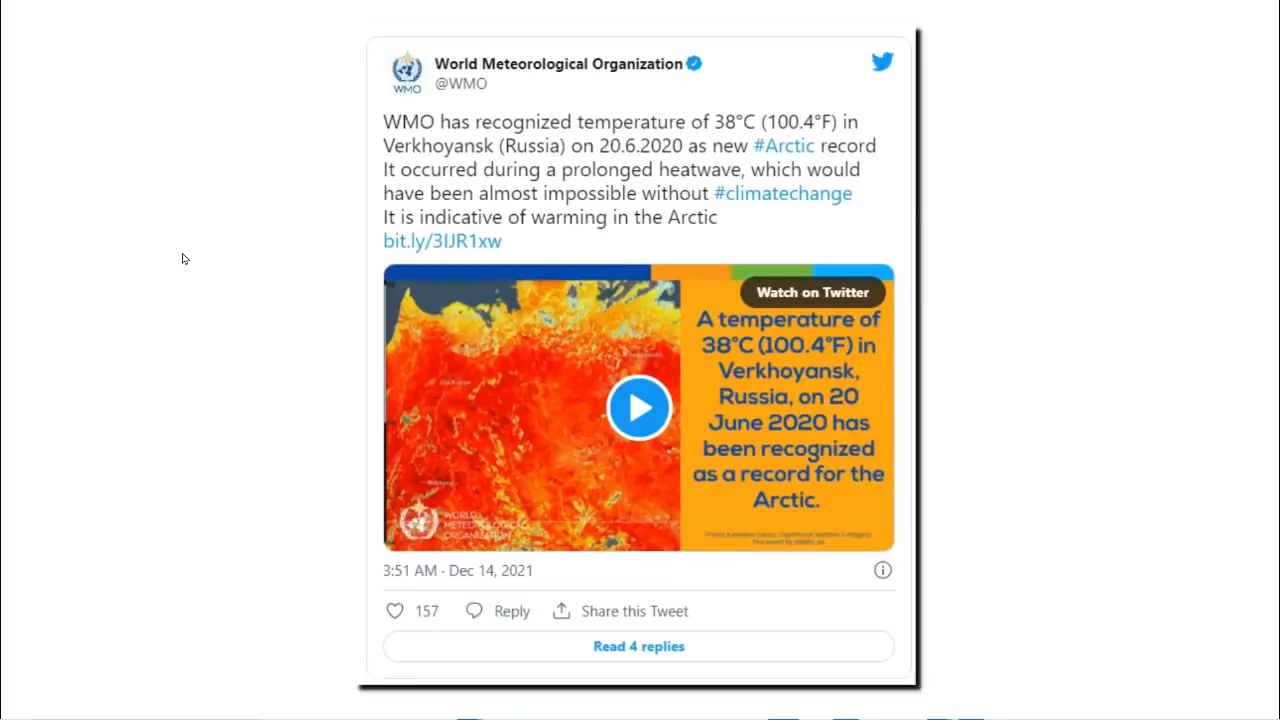 World Meteorological Organization
@WMO
WMO
WMO has recognized temperature of 38°C (100.4°F) in
Verkhoyansk (Russia) on 20.6.2020 as new #Arctic record
It occurred during a prolonged heatwave, which would
have been almost impossible without #climatechange
It is indicative of warming in the Arctic
bit.ly/3IJR1xw
Watch on Twitter
A temperature of
38°C (100.4°F) in
Verkhoyansk,
Russia, on 20
June 2020 has
been recognized
as a record for the
Arctic.
WORLD
METEOROLOGICAL
ORGANIZATION
3:51 AM · Dec 14, 2021
157
Reply
Share this Tweet
Read 4 replies